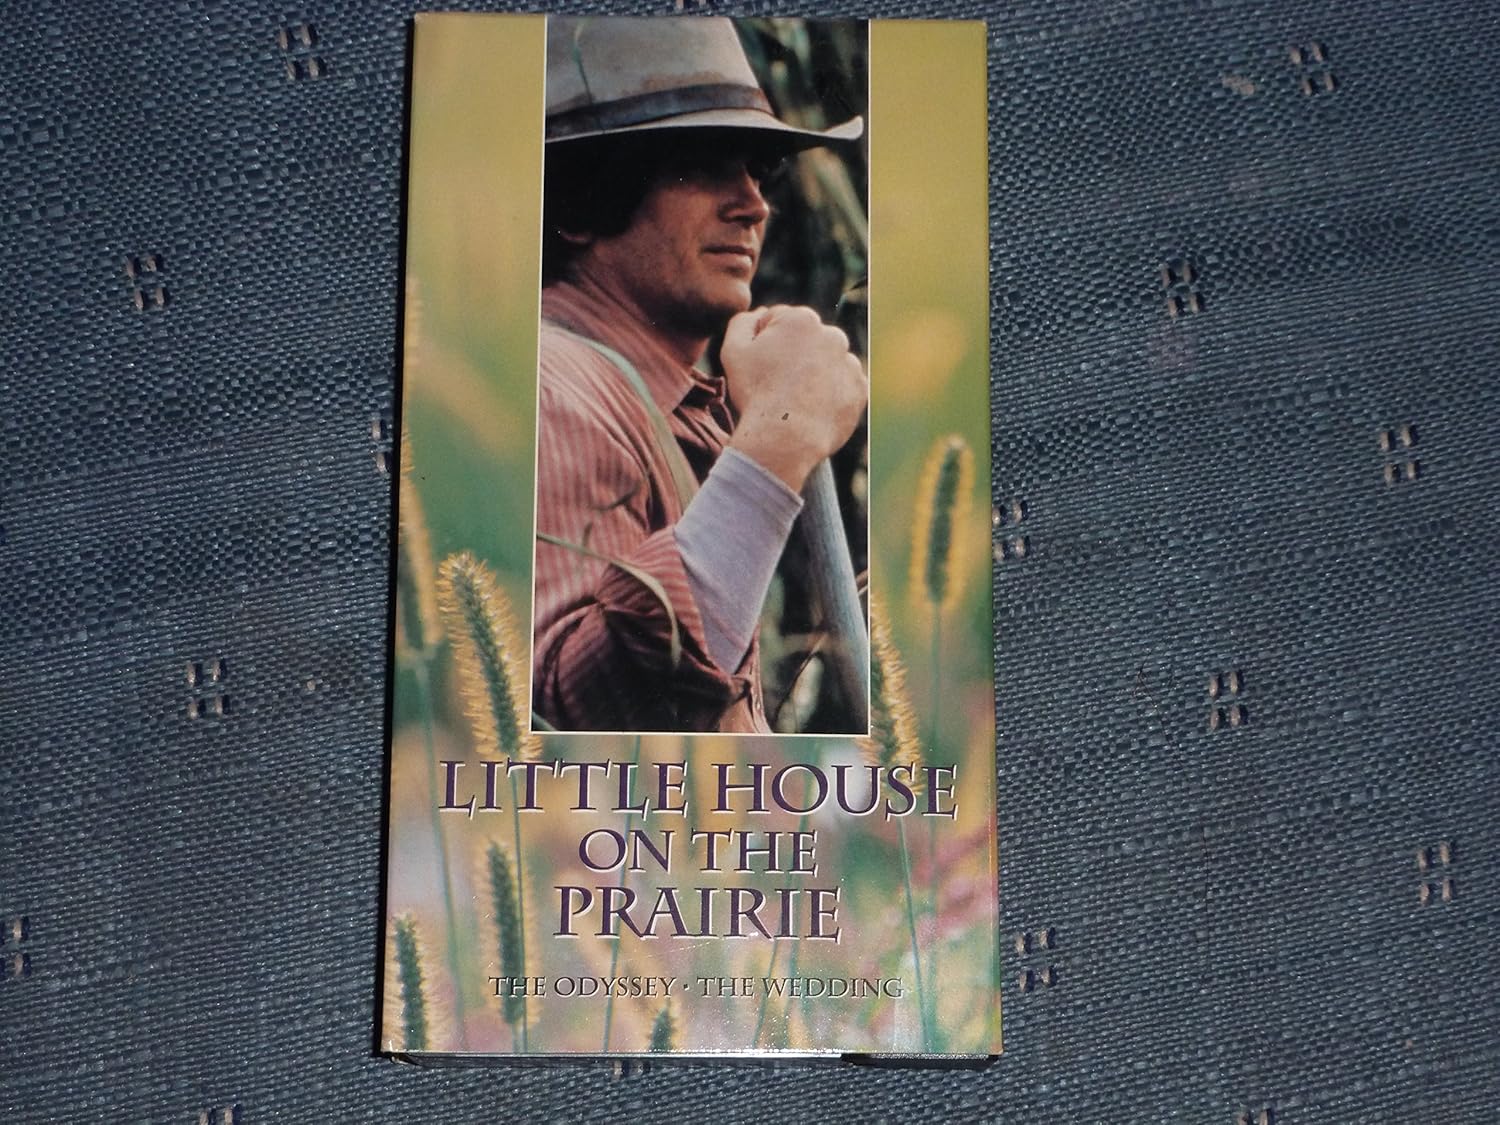 LITTLE HOUSE
ON THE
PRAIRIE
THE ODYSSEY · THE WEDDING